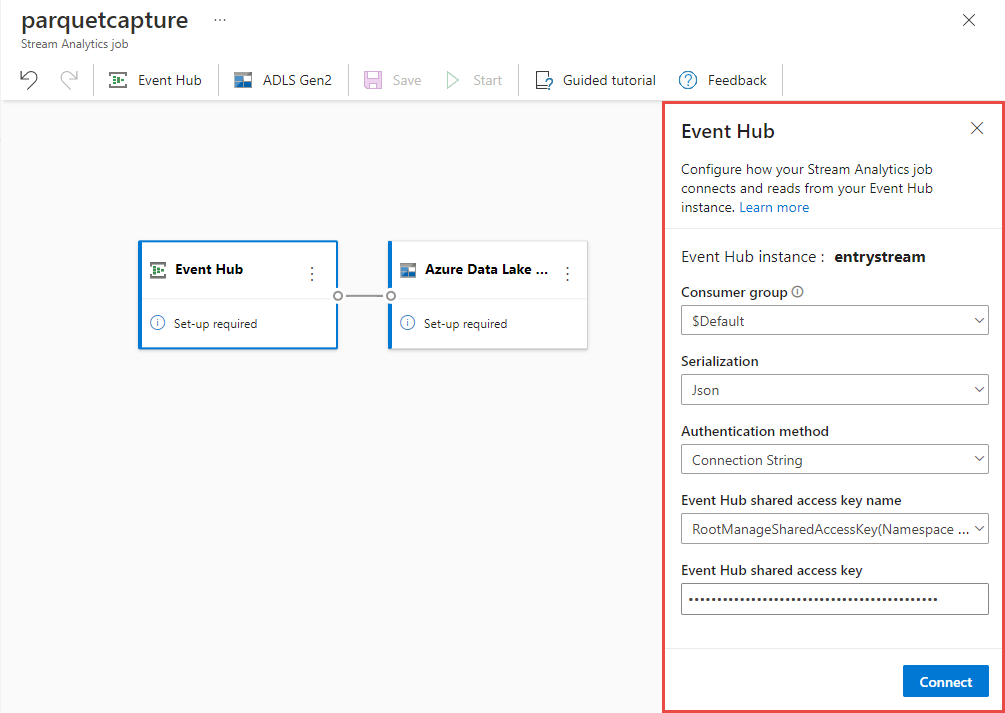 parquetcapture ...
Stream Analytics job
Event Hub ADLS Gen2 Save Start Guided tutorial Feedback
Event Hub
Configure how your Stream Analytics job
connects and reads from your Event Hub
instance. Learn more
Event Hub Azure Data Lake ...
Set-up required Set-up required
Event Hub instance : entrystream
Consumer group
$Default
Serialization
Json
Authentication method
Connection String
Event Hub shared access key name
RootManageSharedAccessKey(Namespace ...
Event Hub shared access key
Connect